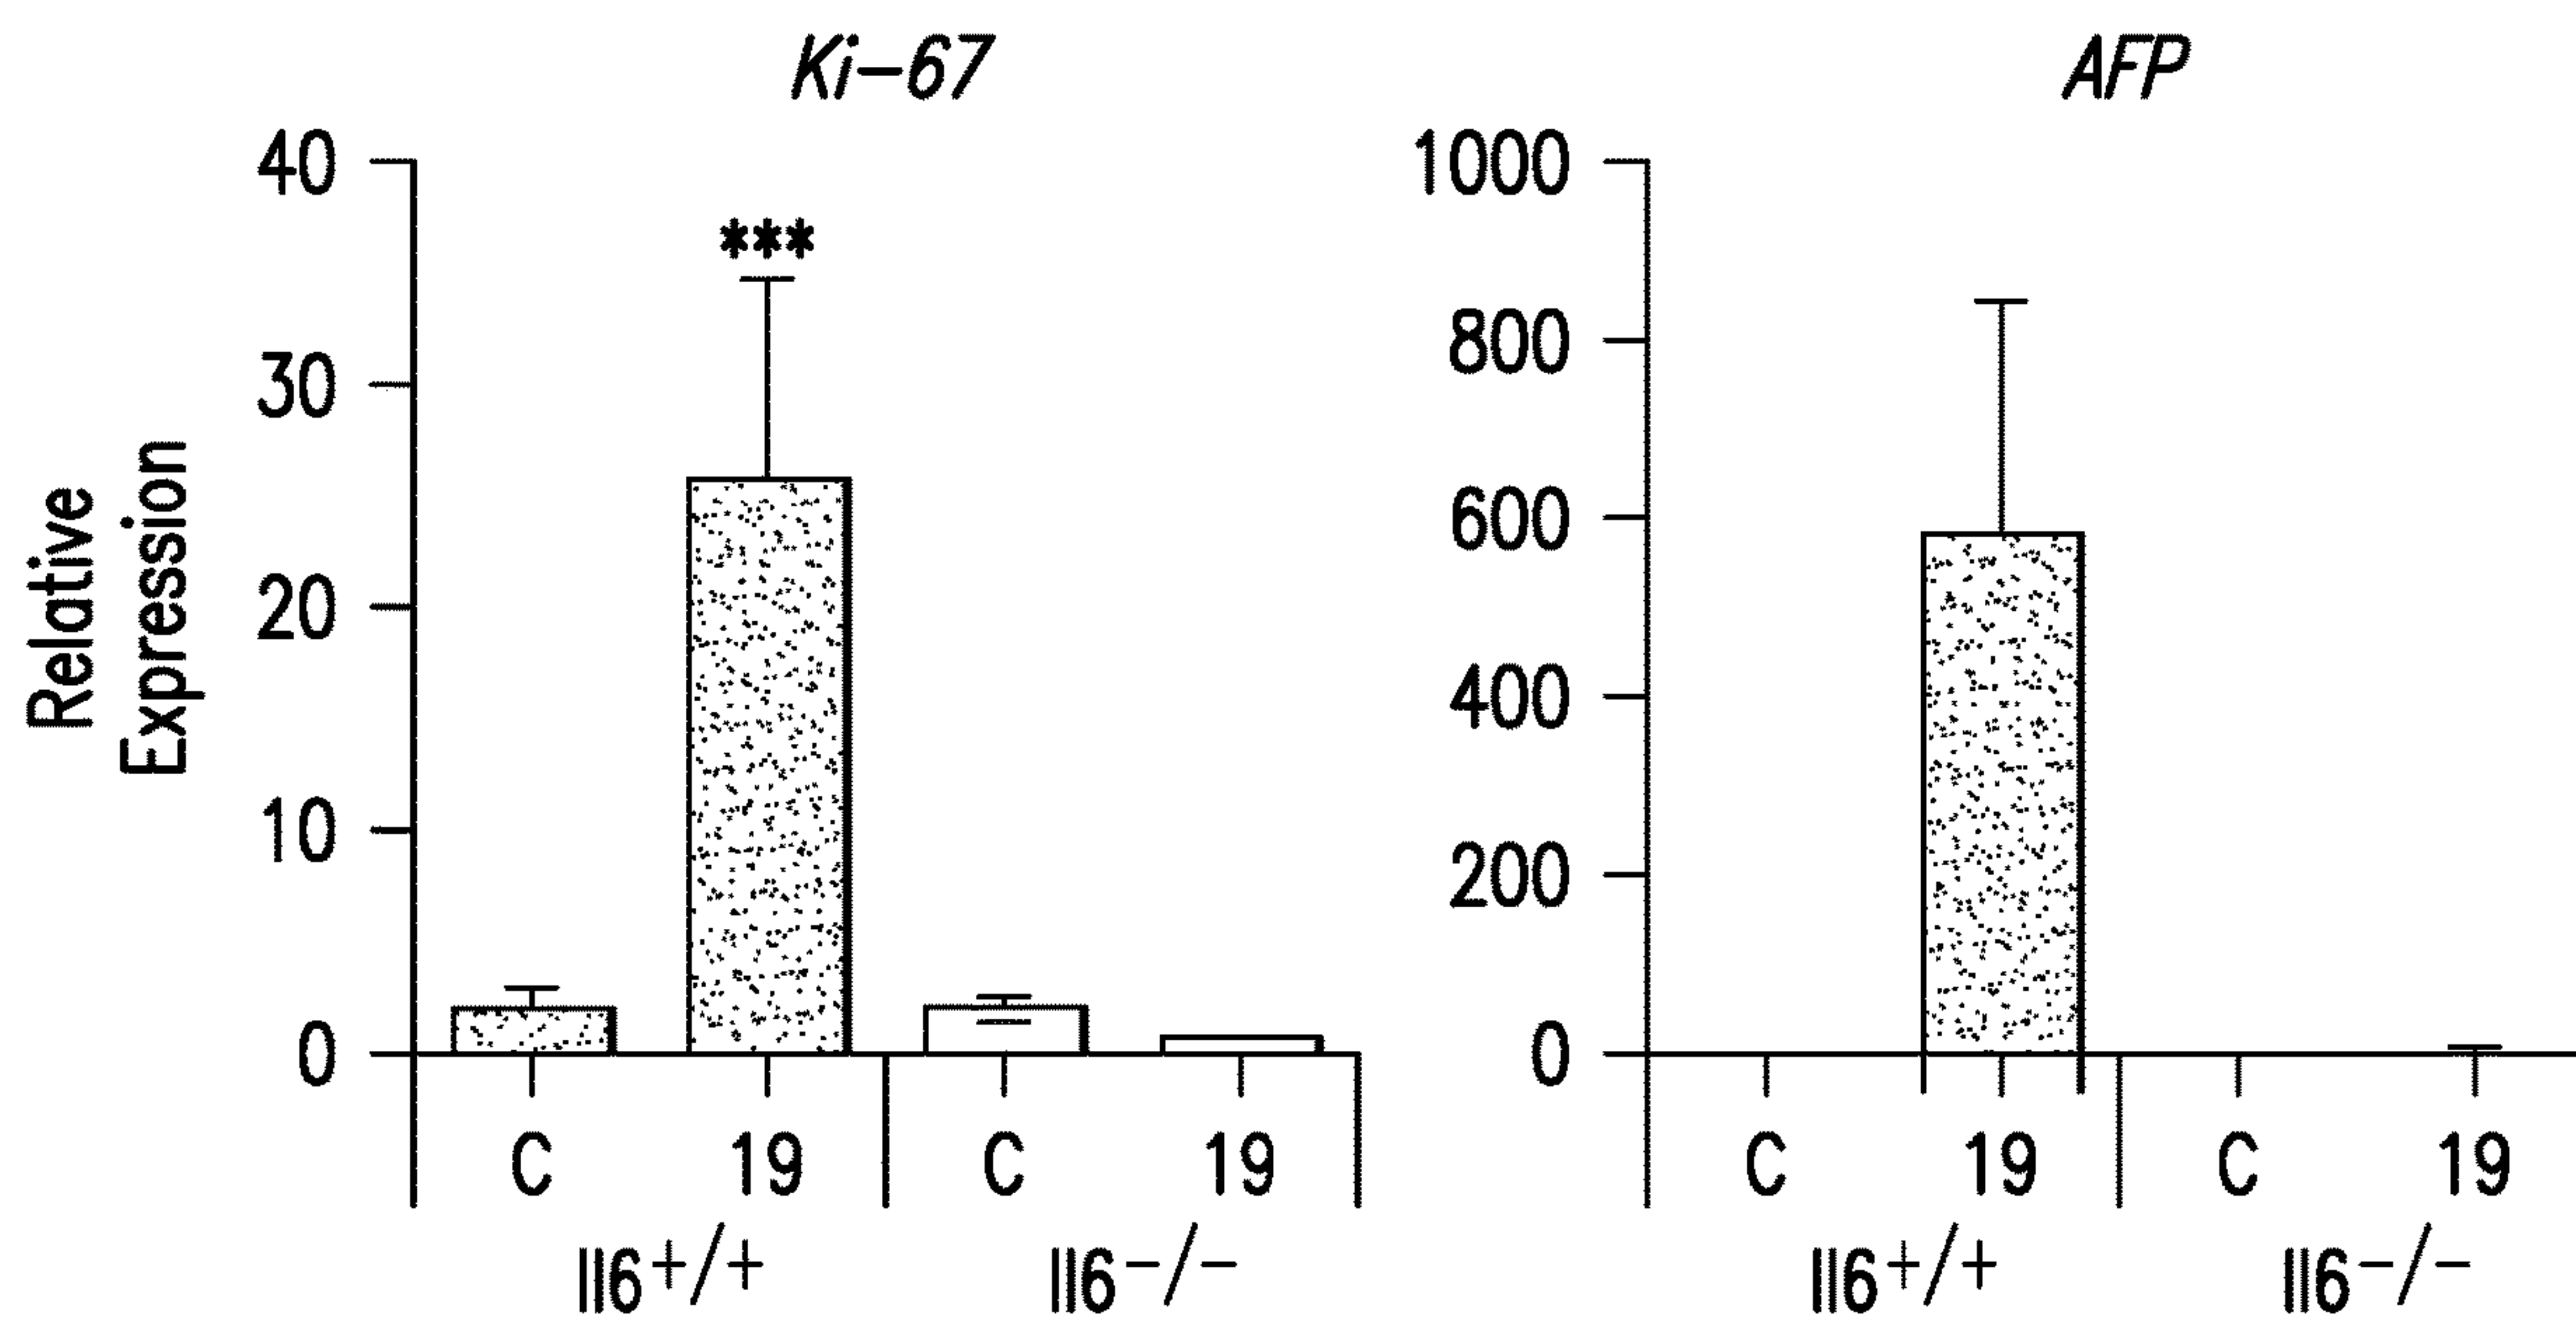 Ki-67
Relative
Expression
40
30
20
10
0
***
C 19 C 19
Il6+/+ Il6-/-
AFP
1000
800
600
400
200
0
C 19 C 19
Il6+/+ Il6-/-